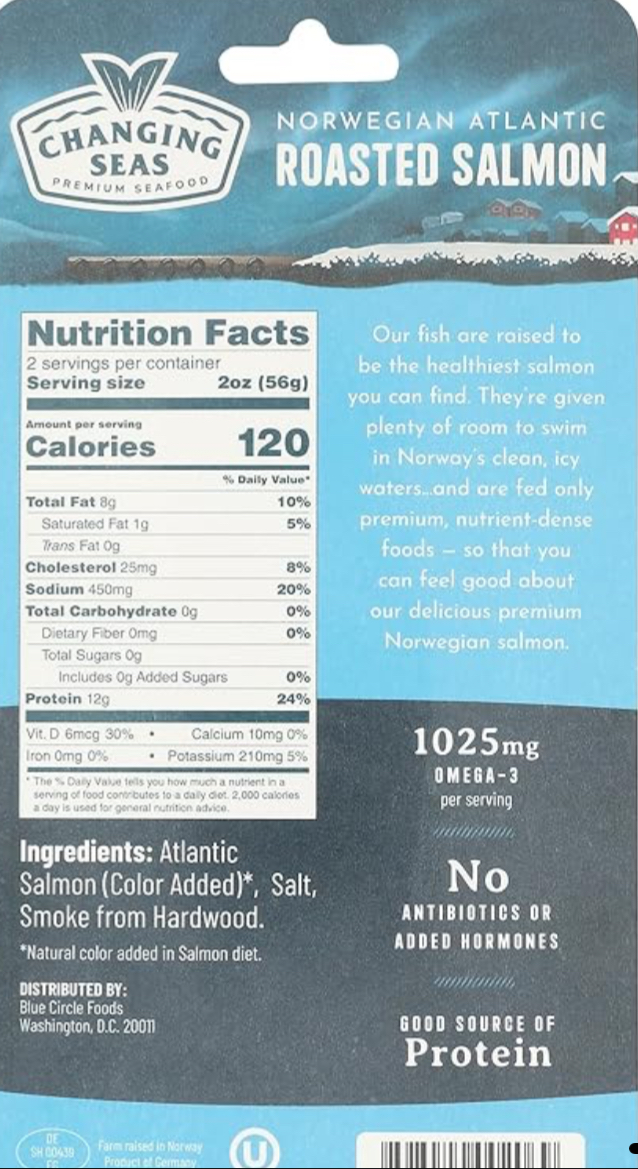 CHANGING
SEAS
PREMIUM SEAFOOD
NORWEGIAN ATLANTIC
ROASTED SALMON
Nutrition Facts
2 servings per container
Serving size 2oz (56g)
Amount per serving
Calories 120
% Daily Value*
Total Fat 8g 10%
Saturated Fat 1g 5%
Trans Fat 0g
Cholesterol 25mg 8%
Sodium 450mg 20%
Total Carbohydrate 0g 0%
Dietary Fiber 0mg 0%
Total Sugars 0g
Includes 0g Added Sugars 0%
Protein 12g 24%
Vit. D 6mcg 30% • Calcium 10mg 0%
Iron 0mg 0% • Potassium 210mg 5%
* The % Daily Value tells you how much a nutrient in a
serving of food contributes to a daily diet. 2,000 calories
a day is used for general nutrition advice.
Our fish are raised to
be the healthiest salmon
you can find. They're given
plenty of room to swim
in Norway's clean, icy
waters...and are fed only
premium, nutrient-dense
foods – so that you
can feel good about
our delicious premium
Norwegian salmon.
Ingredients: Atlantic
Salmon (Color Added)*, Salt,
Smoke from Hardwood.
*Natural color added in Salmon diet.
DISTRIBUTED BY:
Blue Circle Foods
Washington, D.C. 20011
1025mg
OMEGA-3
per serving
No
ANTIBIOTICS OR
ADDED HORMONES
GOOD SOURCE OF
Protein
DE
SH 00439
Farm raised in Norway
Product of Germany
U